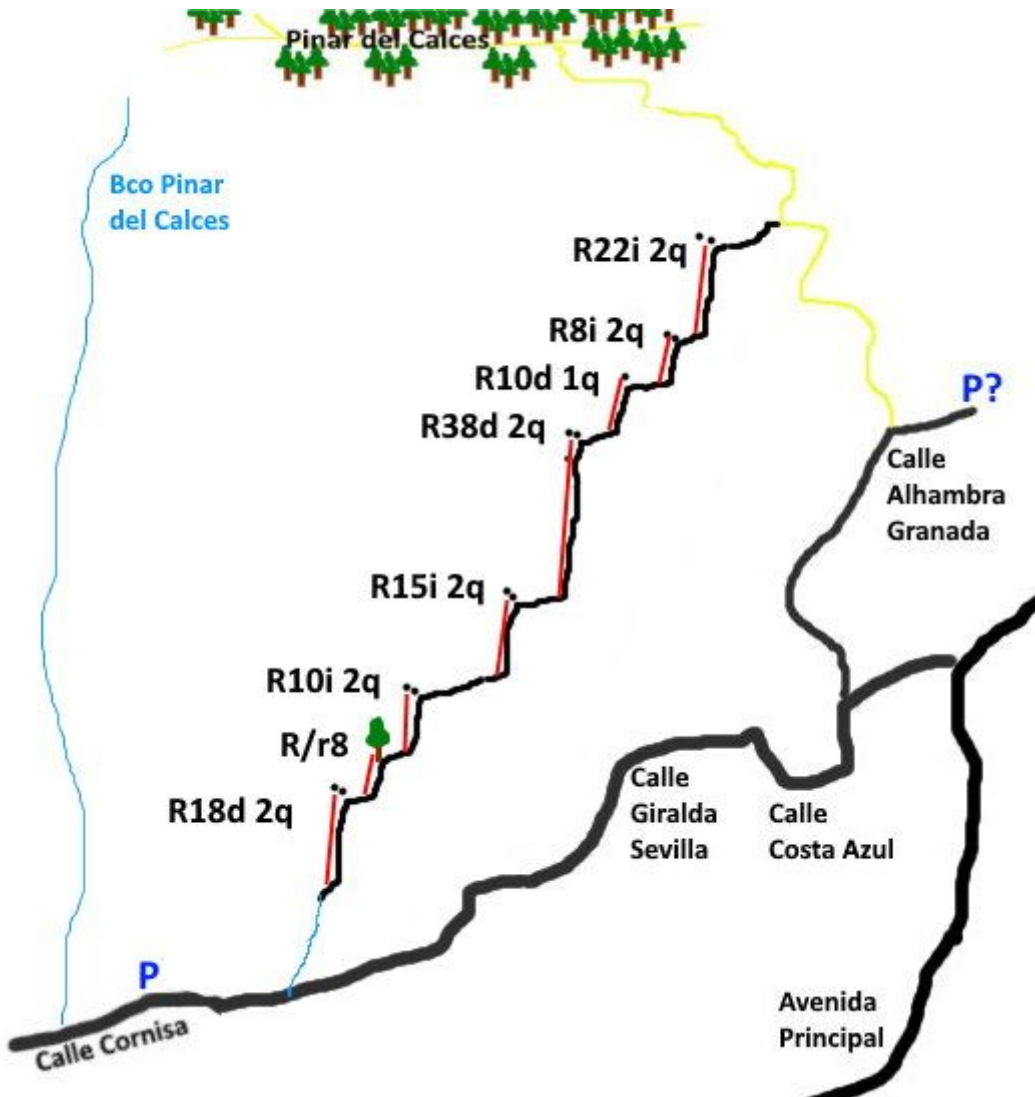 Pinar del Calces
Bco Pinar
del Calces
R22i 2q
R8i 2q
R10d 1q
P?
R38d 2q
Calle
Alhambra
Granada
R15i 2q
R10i 2q
R/r8
R18d 2q
Calle
Giralda
Sevilla
Calle
Costa Azul
P
Avenida
Principal
Calle Cornisa